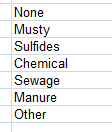 None
Musty
Sulfides
Chemical
Sewage
Manure
Other